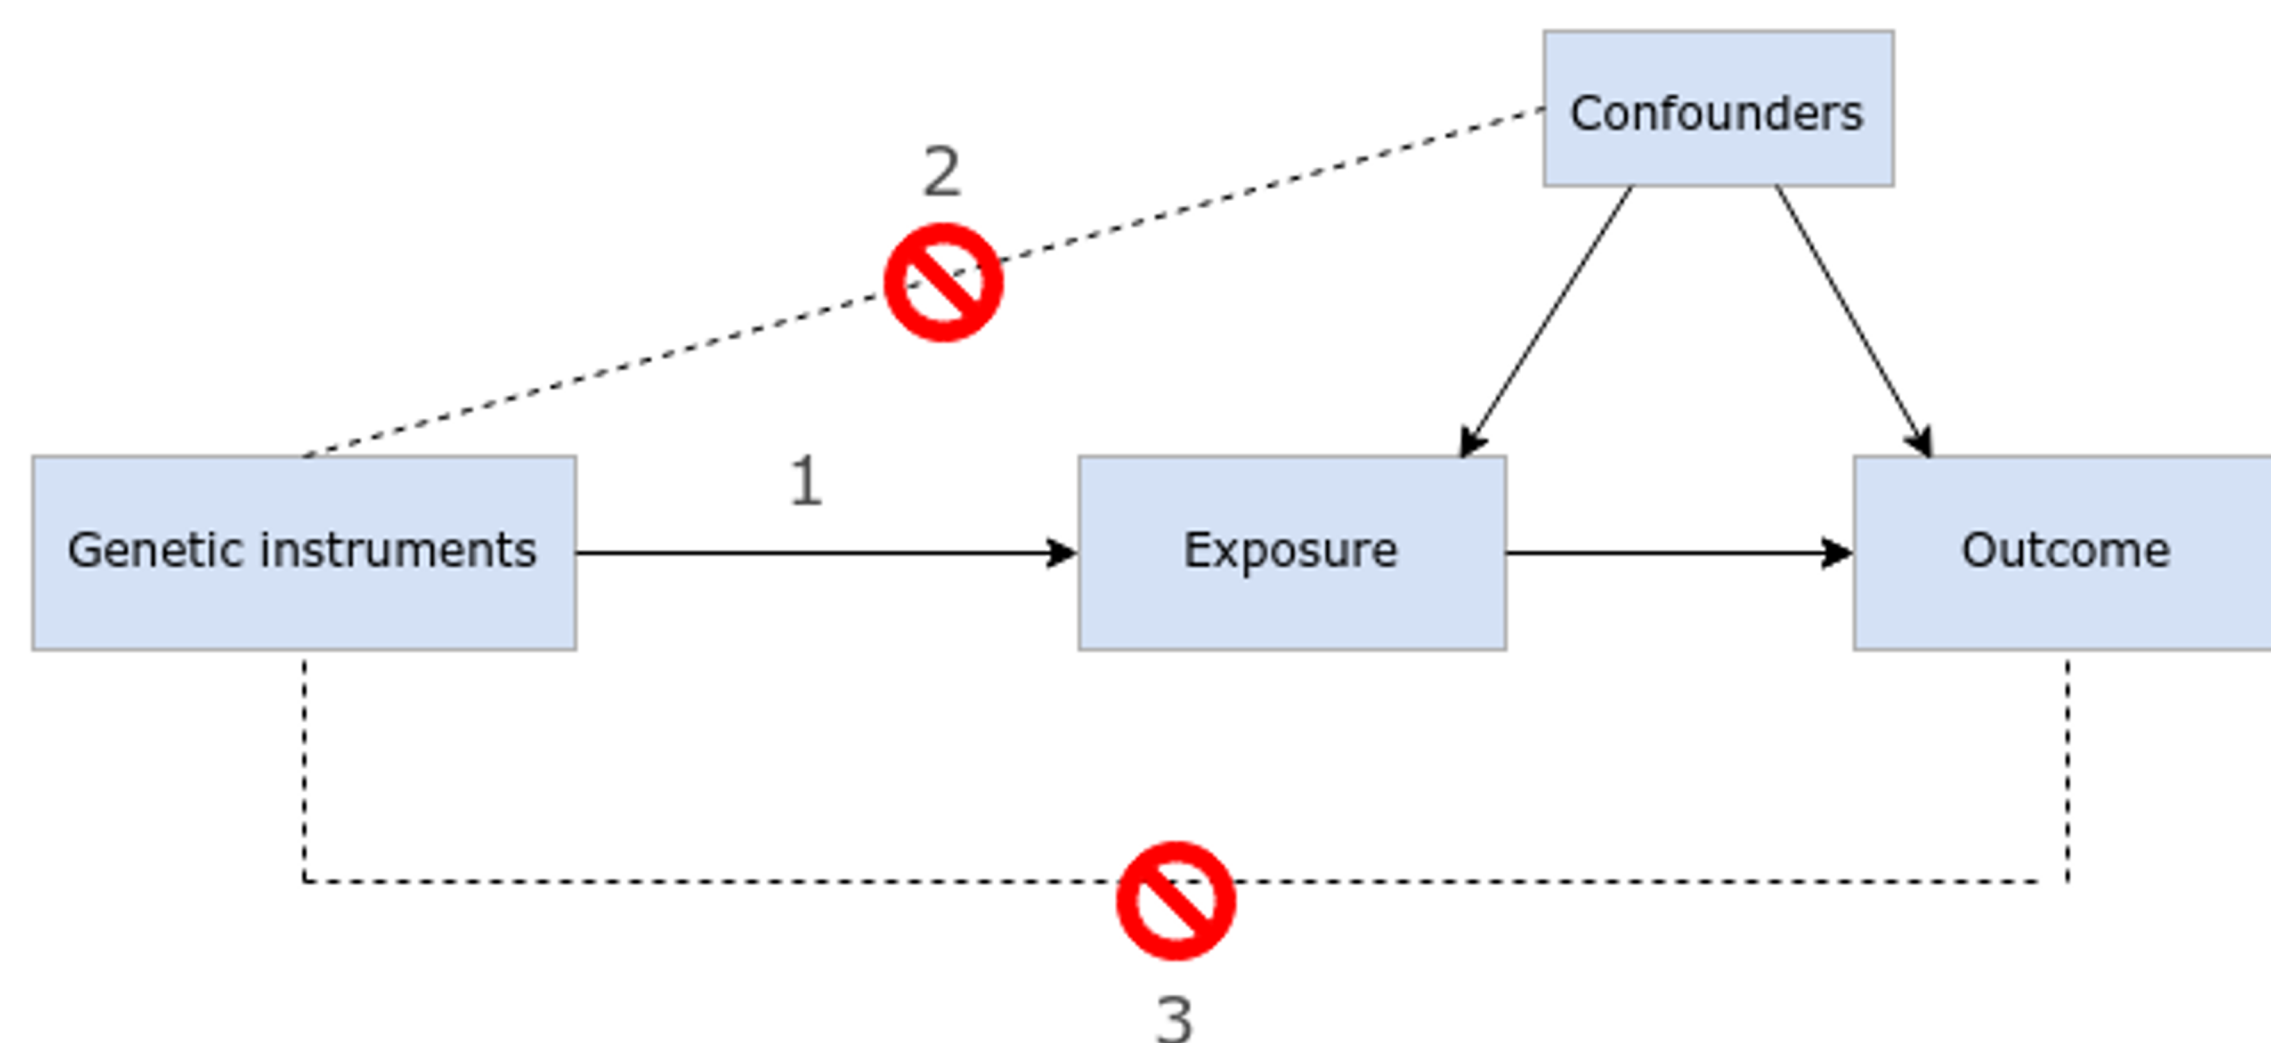 Confounders
2
1
Genetic instruments
Exposure
Outcome
3